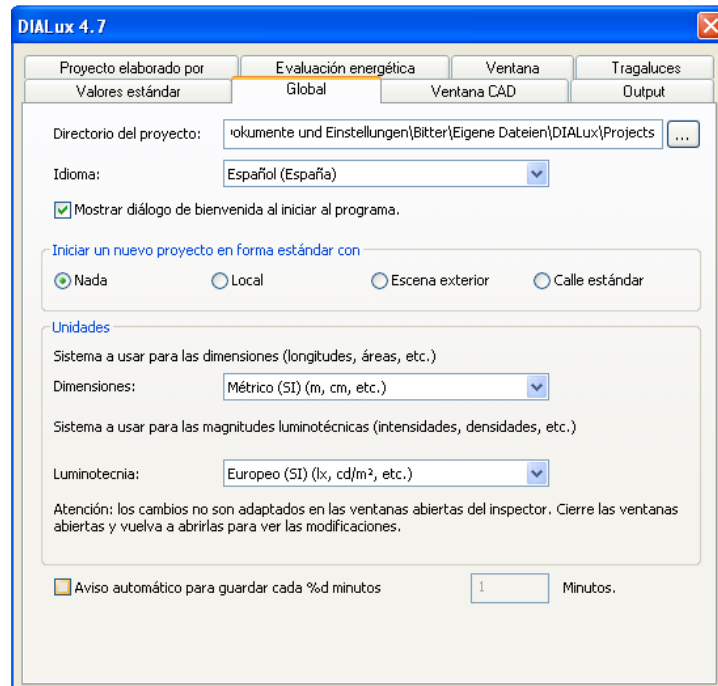 DIALux 4.7
Proyecto elaborado por Evaluación energética Ventana Tragaluces
Valores estándar Global Ventana CAD Output
Directorio del proyecto: okumente und Einstellungen\Bitter\Eigene Dateien\DIALux\Projects ...
Idioma: Español (España)
Mostrar diálogo de bienvenida al iniciar al programa.
Iniciar un nuevo proyecto en forma estándar con
Nada Local Escena exterior Calle estándar
Unidades
Sistema a usar para las dimensiones (longitudes, áreas, etc.)
Dimensiones: Métrico (SI) (m, cm, etc.)
Sistema a usar para las magnitudes luminotécnicas (intensidades, densidades, etc.)
Luminotecnia: Europeo (SI) (lx, cd/m², etc.)
Atención: los cambios no son adaptados en las ventanas abiertas del inspector. Cierre las ventanas
abiertas y vuelva a abrirlas para ver las modificaciones.
Aviso automático para guardar cada %d minutos 1 Minutos.